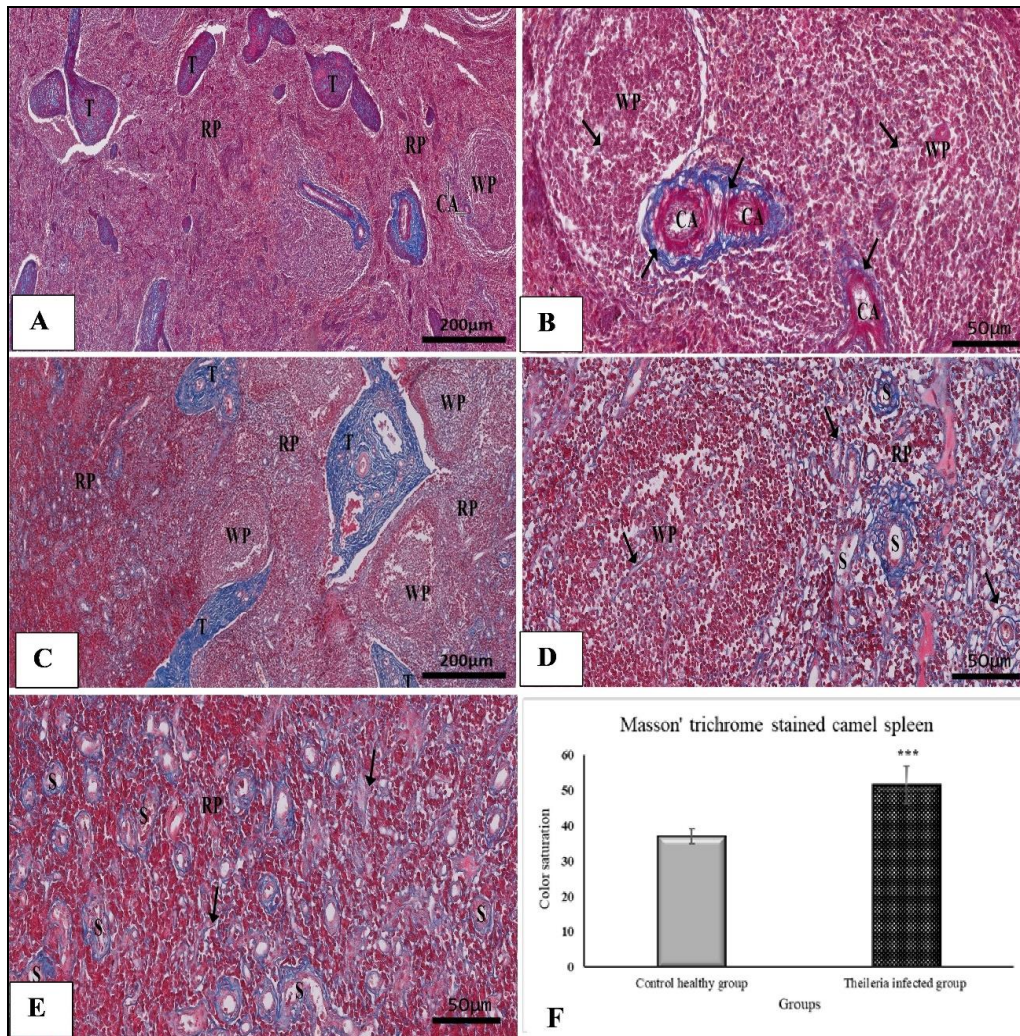 T
T
T
RP
RP
WP
CA
A
200µm
WP
WP
CA
CA
CA
B
50µm
T
T
WP
RP
RP
RP
WP
WP
T
T
C
200µm
S
RP
WP
S
S
D
50µm
S
S
RP
S
S
S
S
E
50µm
Masson' trichrome stained camel spleen
60
50
40
30
20
10
0
Color saturation
***
Control healthy group
Theileria infected group
Groups
F